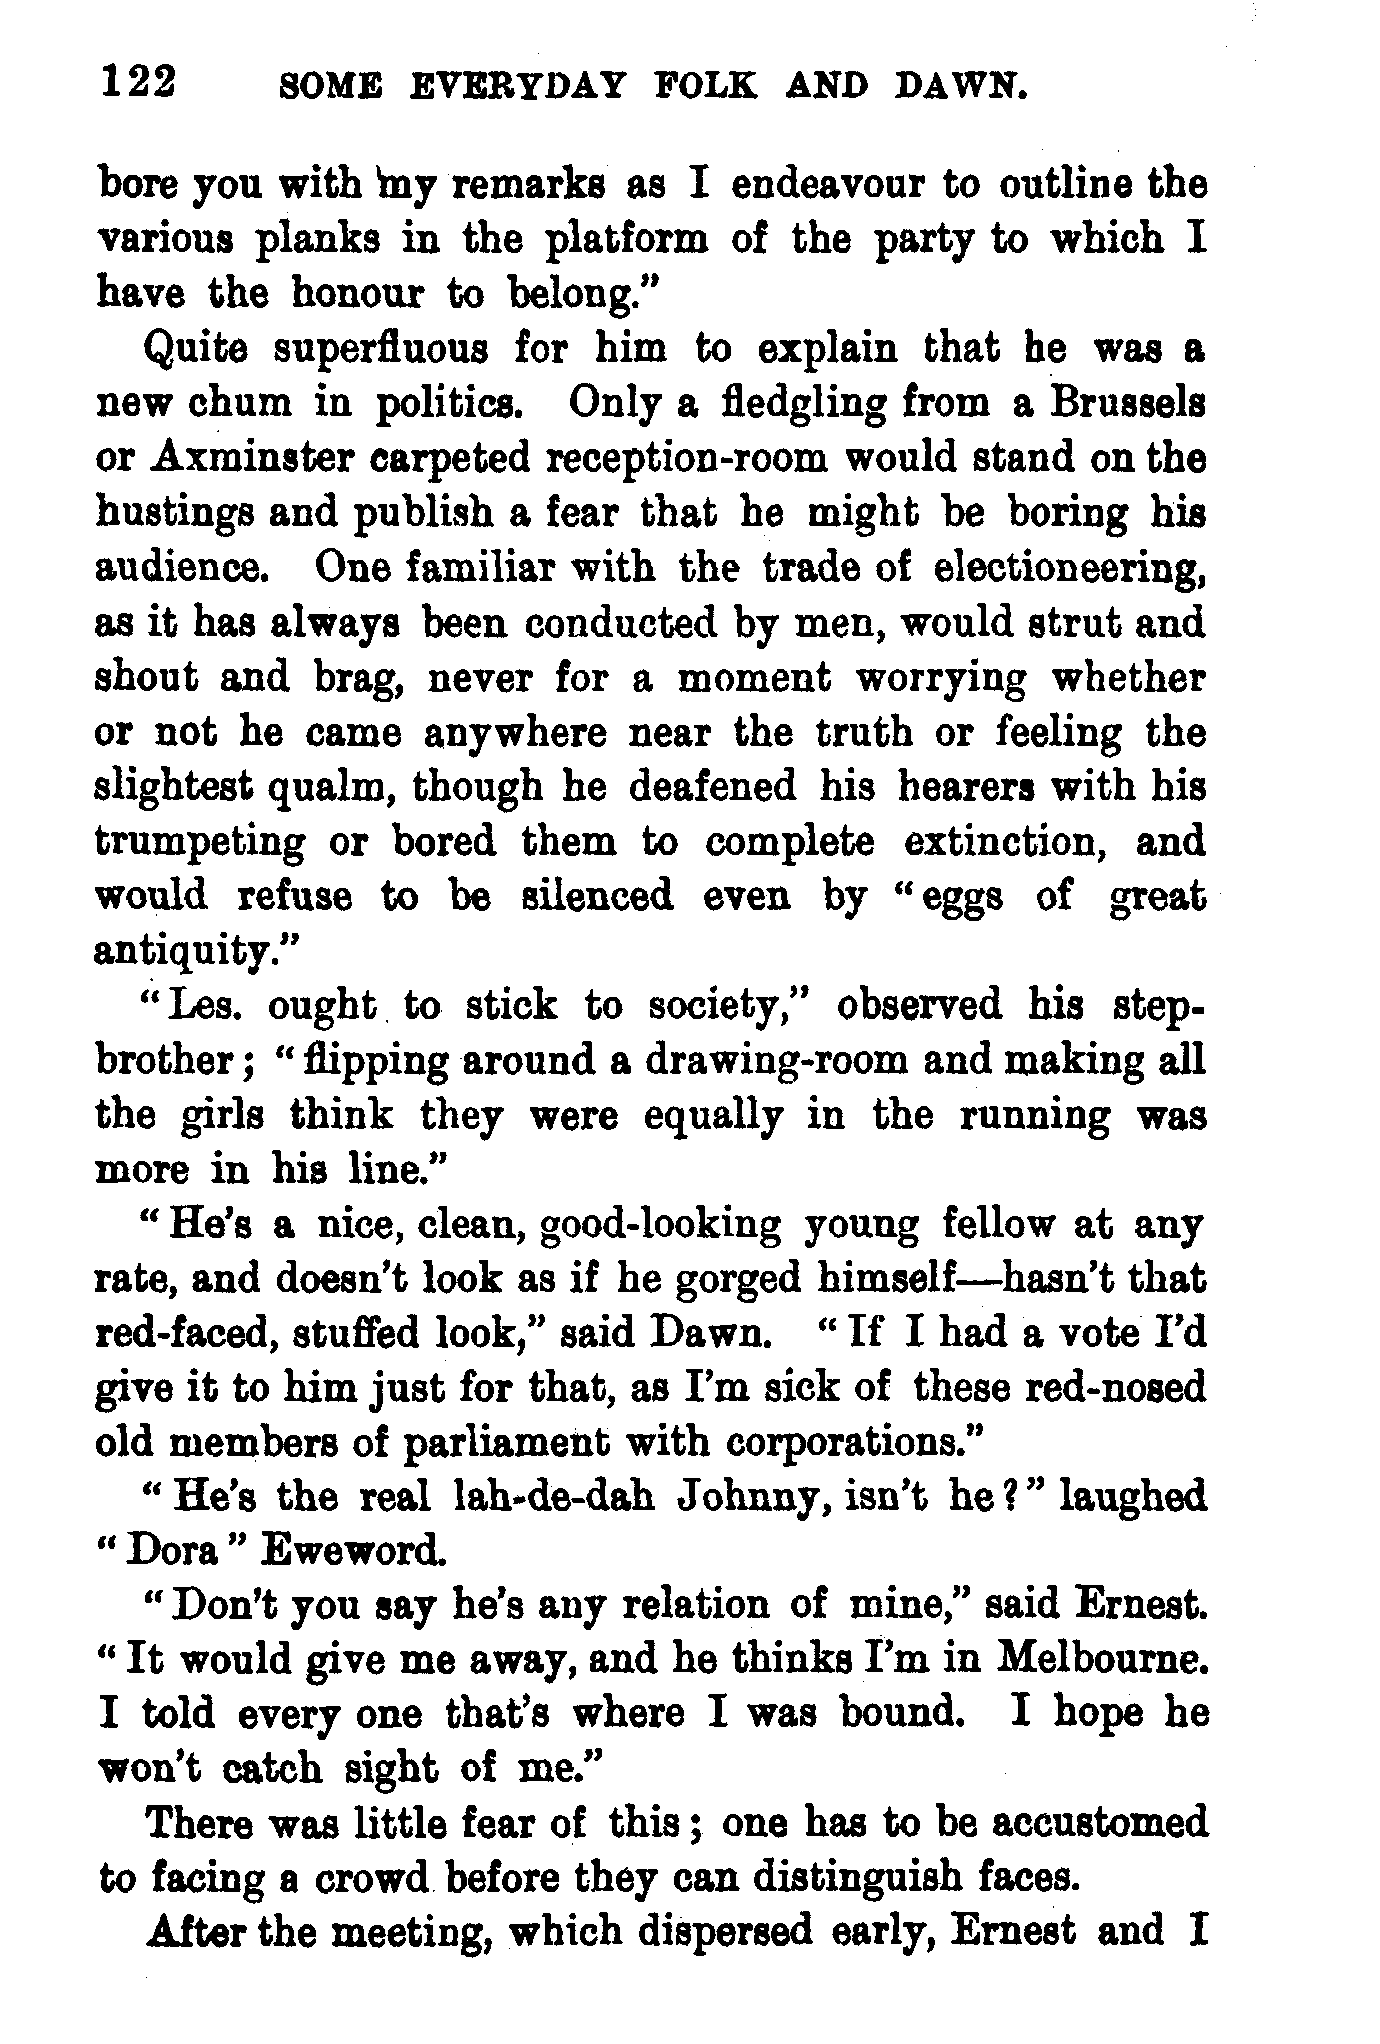 122 SOME EVERYDAY FOLK AND DAWN.
bore you with my remarks as I endeavour to outline the
various planks in the platform of the party to which I
have the honour to belong.”
Quite superfluous for him to explain that he was a
new chum in politics. Only a fledgling from a Brussels
or Axminster carpeted reception-room would stand on the
hustings and publish a fear that he might be boring his
audience. One familiar with the trade of electioneering,
as it has always been conducted by men, would strut and
shout and brag, never for a moment worrying whether
or not he came anywhere near the truth or feeling the
slightest qualm, though he deafened his hearers with his
trumpeting or bored them to complete extinction, and
would refuse to be silenced even by “eggs of great
antiquity.”
“Les. ought to stick to society,” observed his step-
brother; “flipping around a drawing-room and making all
the girls think they were equally in the running was
more in his line.”
“He’s a nice, clean, good-looking young fellow at any
rate, and doesn’t look as if he gorged himself—hasn’t that
red-faced, stuffed look,” said Dawn. “If I had a vote I’d
give it to him just for that, as I’m sick of these red-nosed
old members of parliament with corporations.”
“He’s the real lah-de-dah Johnny, isn’t he?” laughed
“Dora” Eweword.
“Don’t you say he’s any relation of mine,” said Ernest.
“It would give me away, and he thinks I’m in Melbourne.
I told every one that’s where I was bound. I hope he
won’t catch sight of me.”
There was little fear of this; one has to be accustomed
to facing a crowd before they can distinguish faces.
After the meeting, which dispersed early, Ernest and I